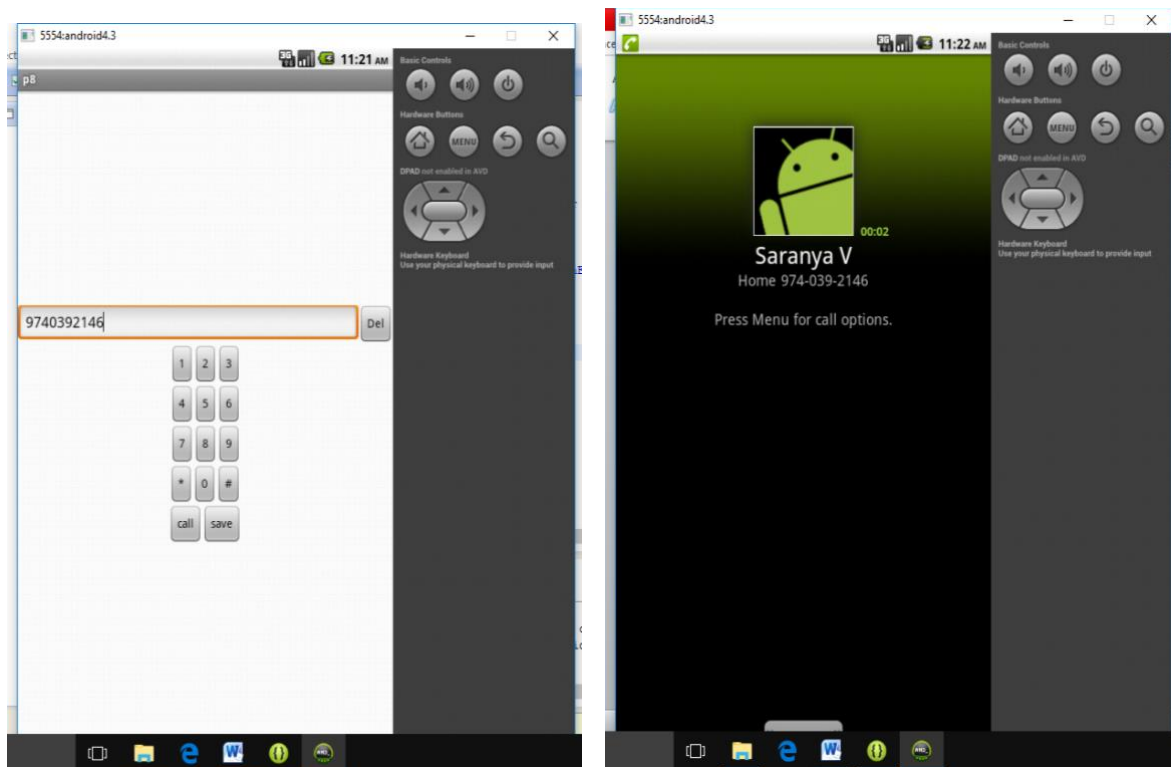 5554:android4.3
3G
11:21 AM
p8
9740392146
Del
1 2 3
4 5 6
7 8 9
* 0 #
call save
Basic Controls
Hardware Buttons
MENU
DPAD not enabled in AVD
Hardware Keyboard
Use your physical keyboard to provide input
5554:android4.3
3G
11:22 AM
00:02
Saranya V
Home 974-039-2146
Press Menu for call options.
Basic Controls
Hardware Buttons
MENU
DPAD not enabled in AVD
Hardware Keyboard
Use your physical keyboard to provide input